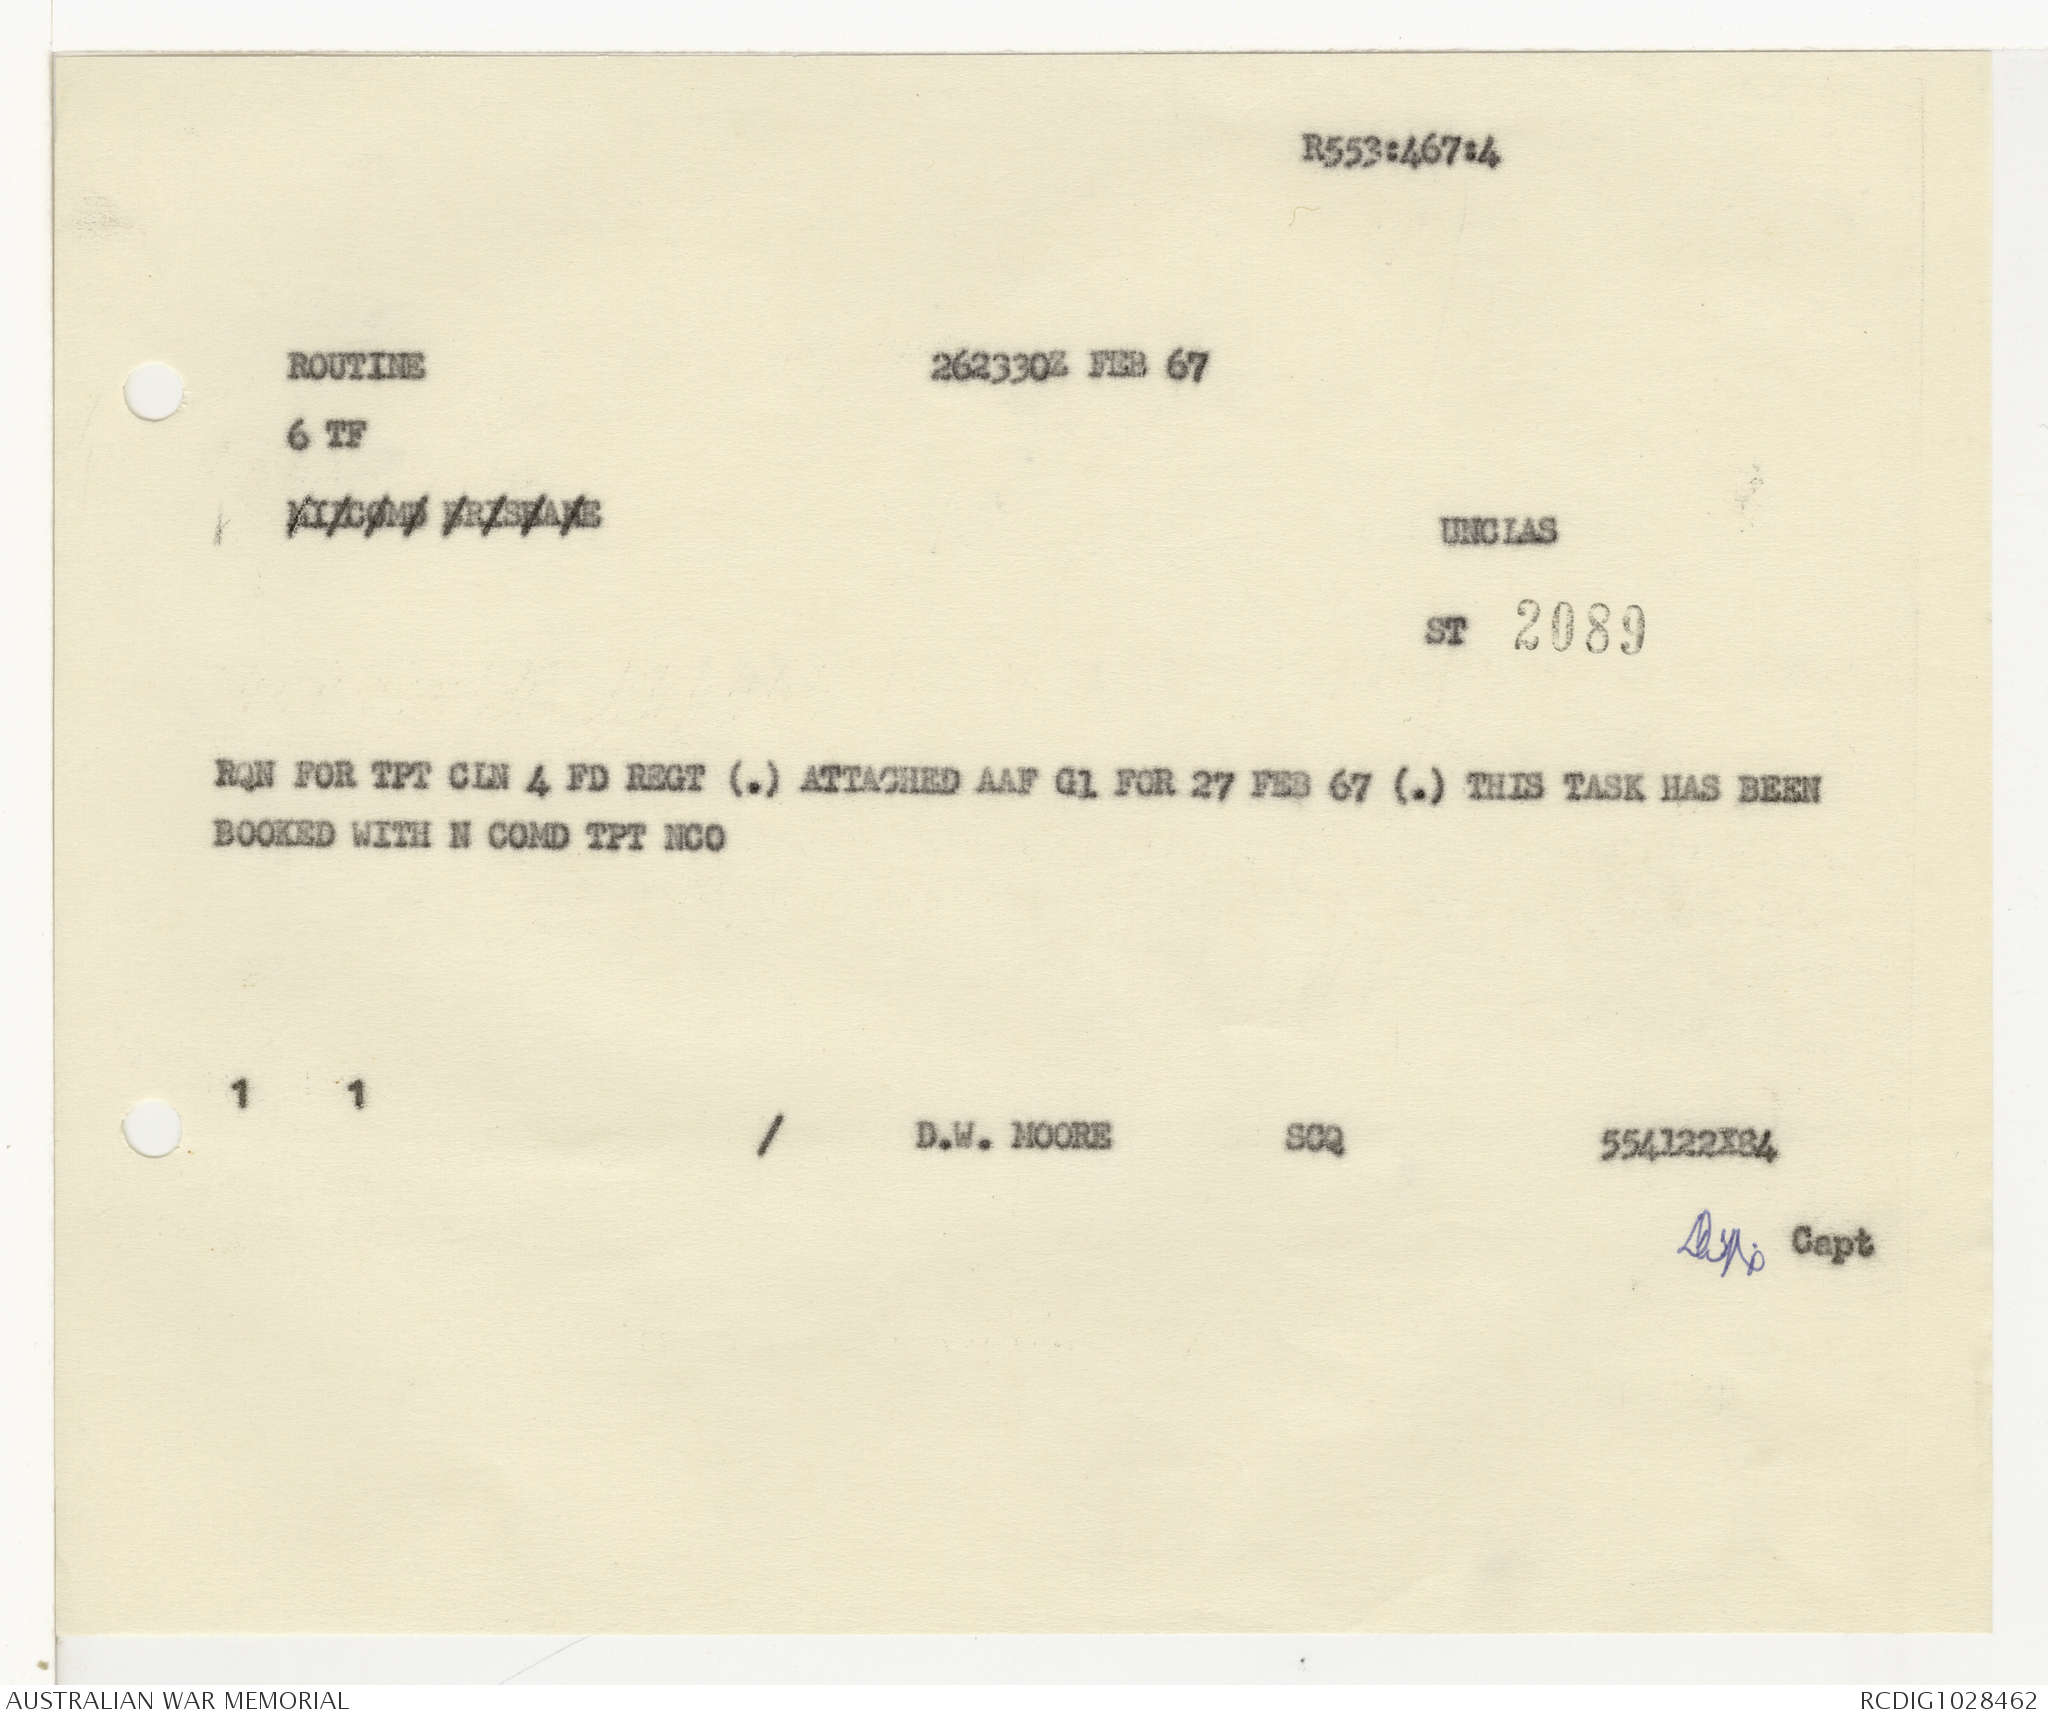 R553:467:4
ROUTINE 262330Z FEB 67
6 TF
UNCLAS
ST 2089
RQN FOR TPT CLN 4 FD REGT (.) ATTACHED AAF G1 FOR 27 FEB 67 (.) THIS TASK HAS BEEN
BOOKED WITH N COMD TPT NCO
1 1
/ D.W. MOORE SCQ 554122X84
Capt
AUSTRALIAN WAR MEMORIAL RCDIG1028462